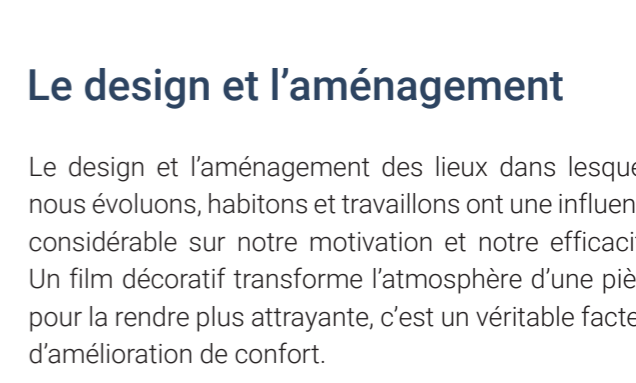 Le design et l’aménagement
Le design et l’aménagement des lieux dans lesque
nous évoluons, habitons et travaillons ont une influen
considérable sur notre motivation et notre efficaci
Un film décoratif transforme l’atmosphère d’une piè
pour la rendre plus attrayante, c’est un véritable facte
d’amélioration de confort.